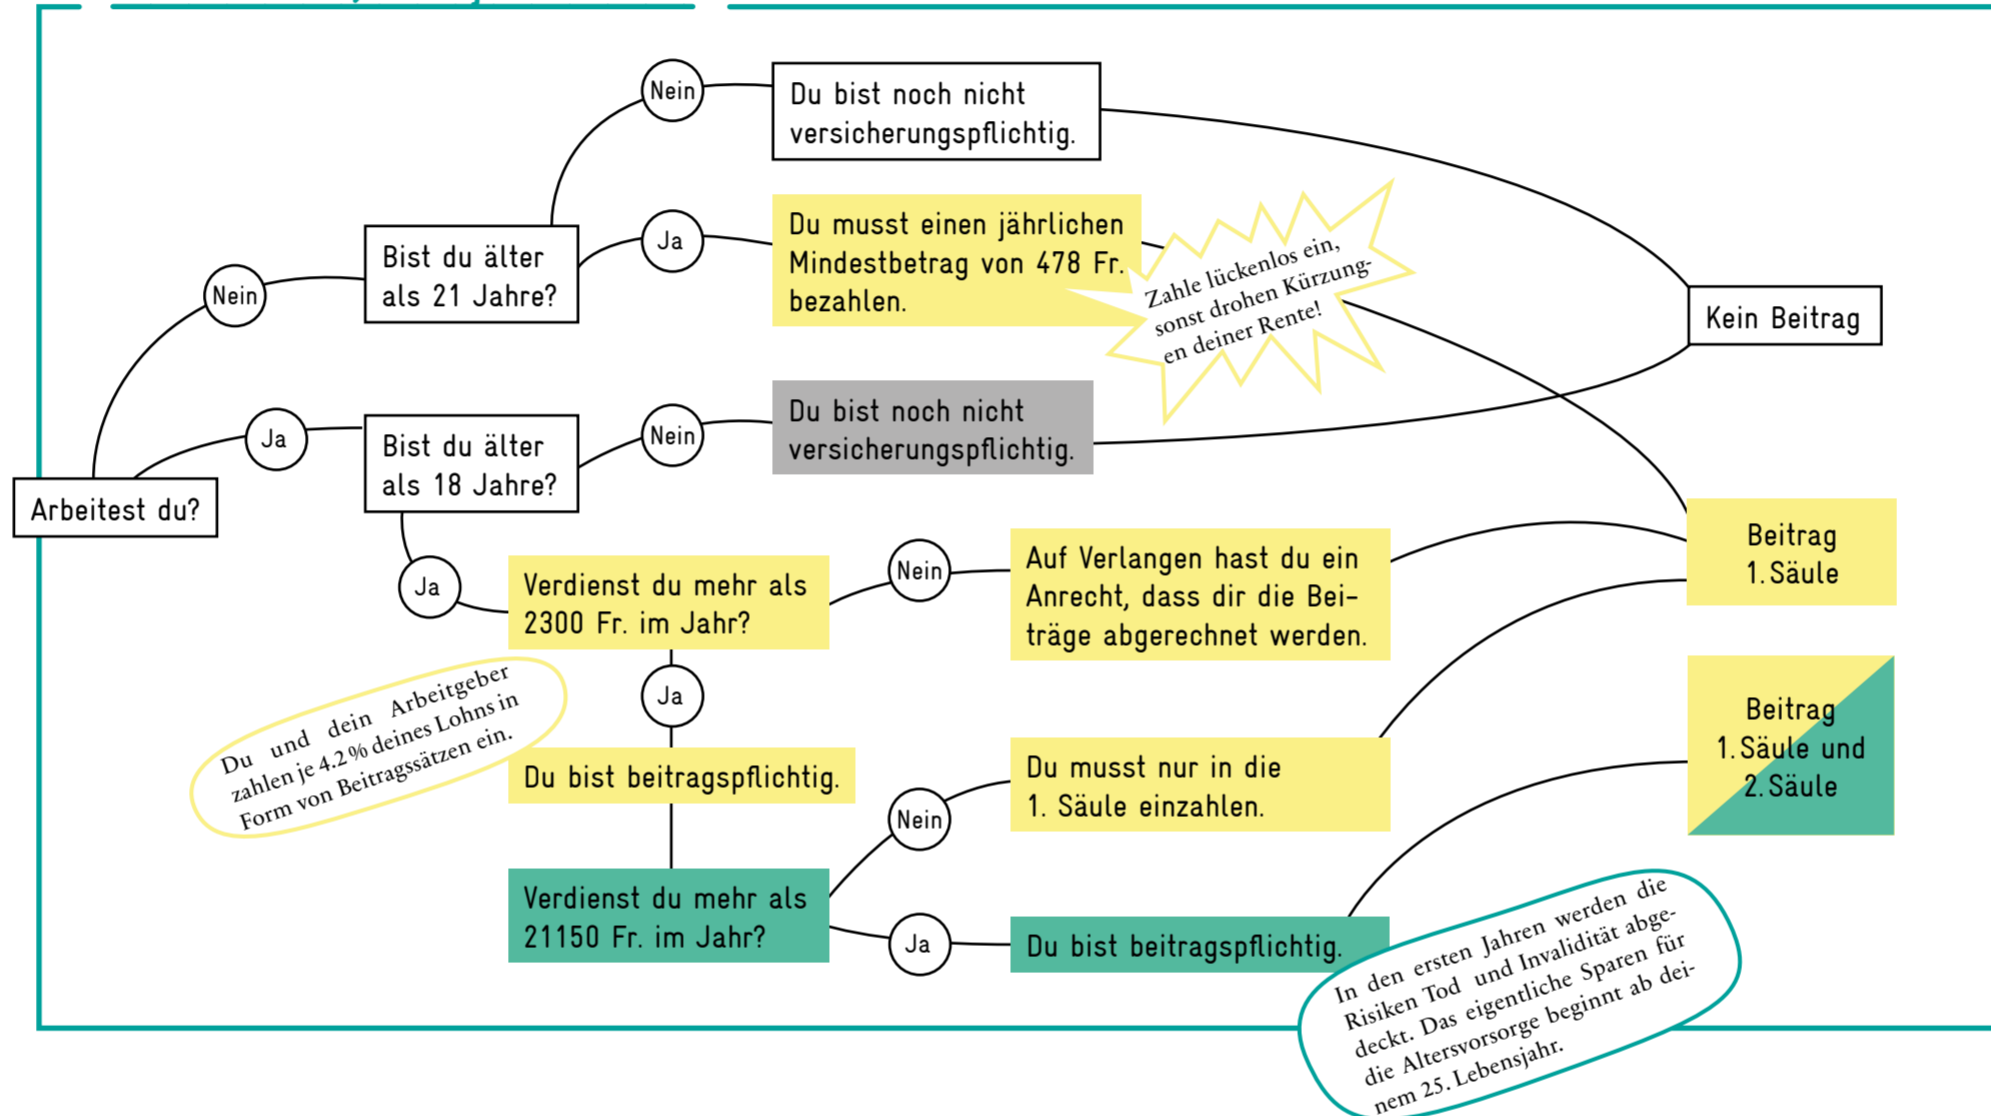 Nein
Du bist noch nicht
versicherungspflichtig.
Bist du älter
als 21 Jahre?
Ja
Du musst einen jährlichen
Mindestbetrag von 478 Fr.
bezahlen.
Zahle lückenlos ein,
sonst drohen Kürzung-
en deiner Rente!
Nein
Kein Beitrag
Ja
Bist du älter
als 18 Jahre?
Nein
Du bist noch nicht
versicherungspflichtig.
Arbeitest du?
Ja
Verdienst du mehr als
2300 Fr. im Jahr?
Nein
Auf Verlangen hast du ein
Anrecht, dass dir die Bei-
träge abgerechnet werden.
Beitrag
1. Säule
Du und dein Arbeitgeber
zahlen je 4.2 % deines Lohns in
Form von Beitragssätzen ein.
Ja
Du bist beitragspflichtig.
Nein
Du musst nur in die
1. Säule einzahlen.
Beitrag
1. Säule und
2. Säule
Verdienst du mehr als
21150 Fr. im Jahr?
Ja
Du bist beitragspflichtig.
In den ersten Jahren werden die
Risiken Tod und Invalidität abge-
deckt. Das eigentliche Sparen für
die Altersvorsorge beginnt ab dei-
nem 25. Lebensjahr.